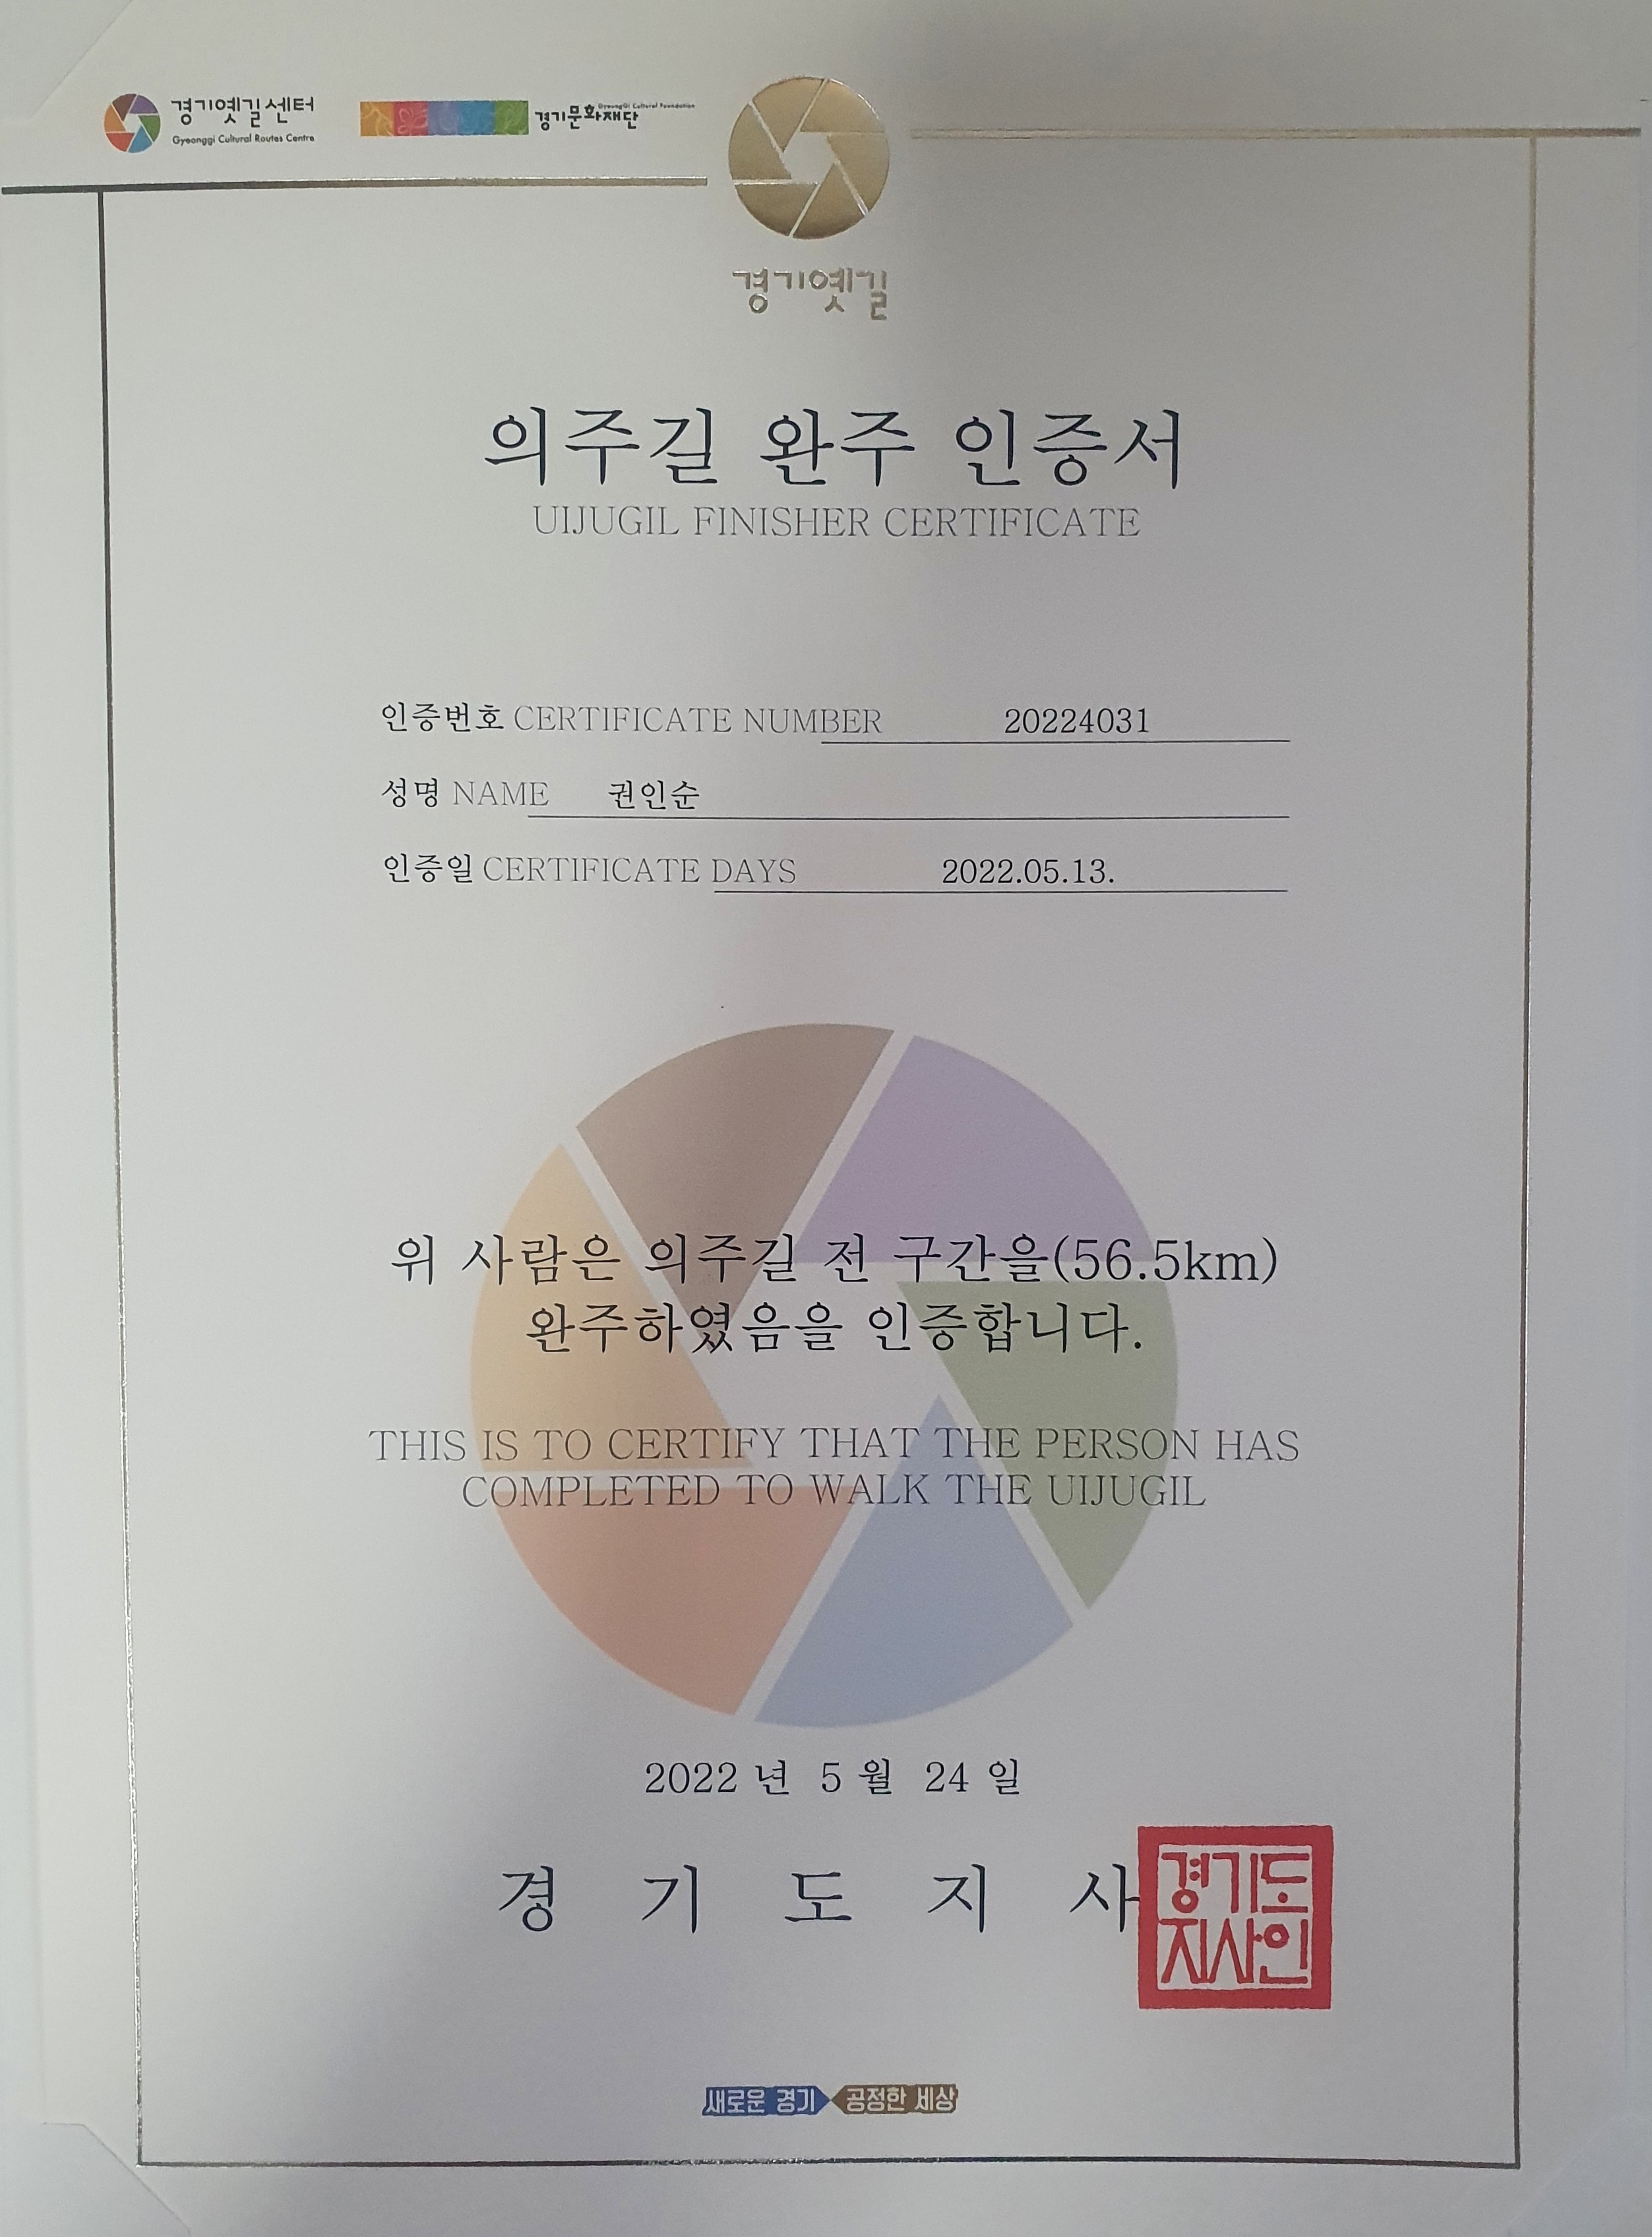 경기옛길센터
Gyeonggi Cultural Routes Centre
GyeongGi Cultural Foundation
경기문화재단
경기옛길
의주길 완주 인증서
UIJUGIL FINISHER CERTIFICATE
인증번호 CERTIFICATE NUMBER 20224031
성명 NAME 권인순
인증일 CERTIFICATE DAYS 2022.05.13.
위 사람은 의주길 전 구간을(56.5km)
완주하였음을 인증합니다.
THIS IS TO CERTIFY THAT THE PERSON HAS
COMPLETED TO WALK THE UIJUGIL
2022 년 5 월 24 일
경 기 도 지 사
경기도
지사인
새로운 경기 공정한 세상